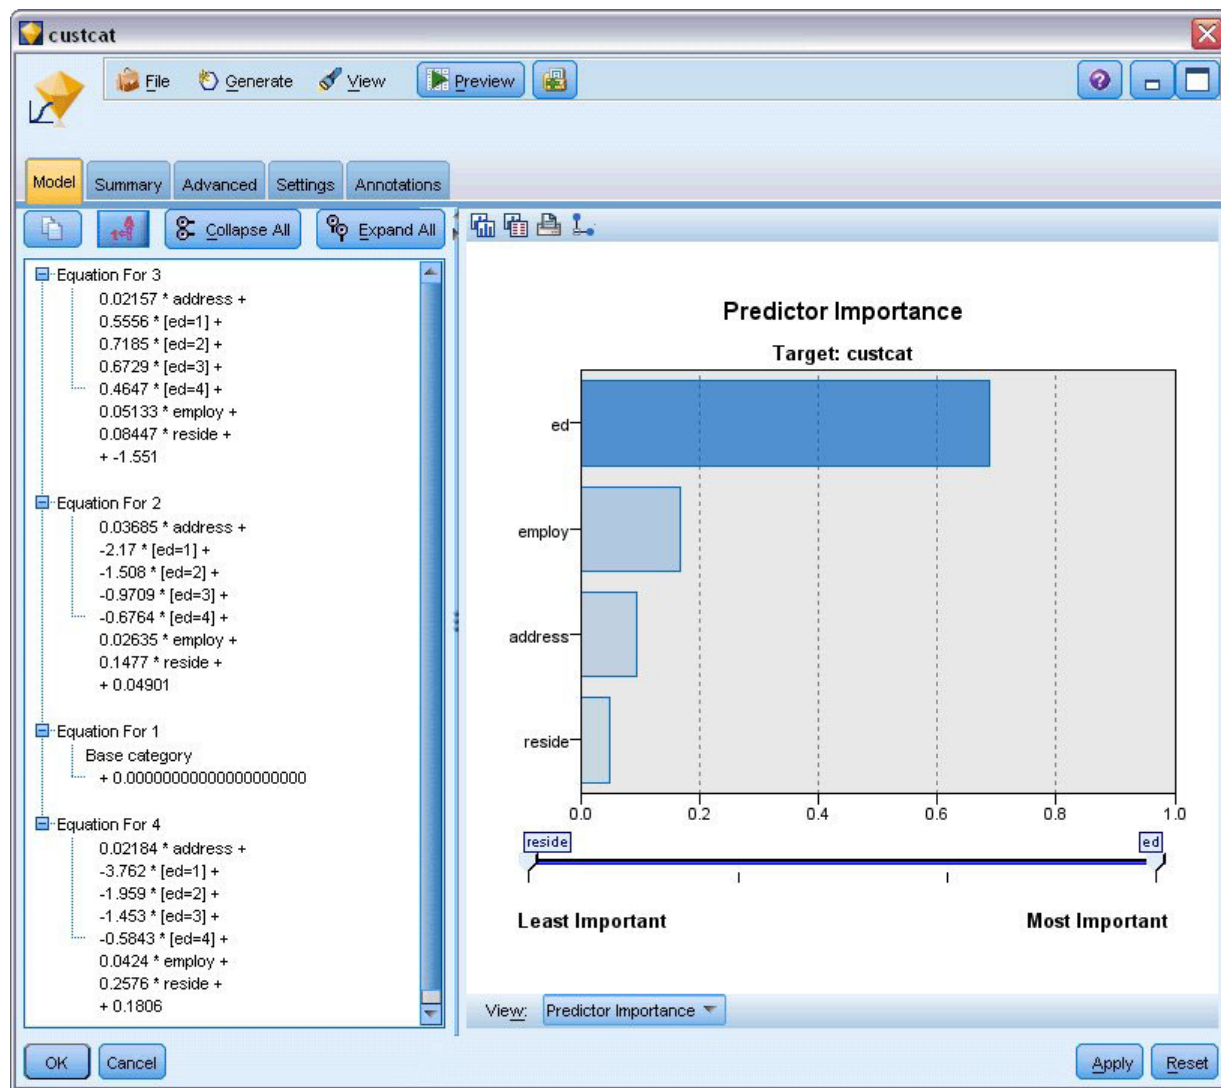 custcat
File Generate View Preview
Model Summary Advanced Settings Annotations
Collapse All Expand All
Equation For 3
0.02157 * address +
0.5556 * [ed=1] +
0.7185 * [ed=2] +
0.6729 * [ed=3] +
0.4647 * [ed=4] +
0.05133 * employ +
0.08447 * reside +
+ -1.551
Equation For 2
0.03685 * address +
-2.17 * [ed=1] +
-1.508 * [ed=2] +
-0.9709 * [ed=3] +
-0.6764 * [ed=4] +
0.02635 * employ +
0.1477 * reside +
+ 0.04901
Equation For 1
Base category
+ 0.00000000000000000000
Equation For 4
0.02184 * address +
-3.762 * [ed=1] +
-1.959 * [ed=2] +
-1.453 * [ed=3] +
-0.5843 * [ed=4] +
0.0424 * employ +
0.2576 * reside +
+ 0.1806
Predictor Importance
Target: custcat
ed
employ
address
reside
0.0 0.2 0.4 0.6 0.8 1.0
reside ed
Least Important Most Important
View: Predictor Importance
OK Cancel Apply Reset